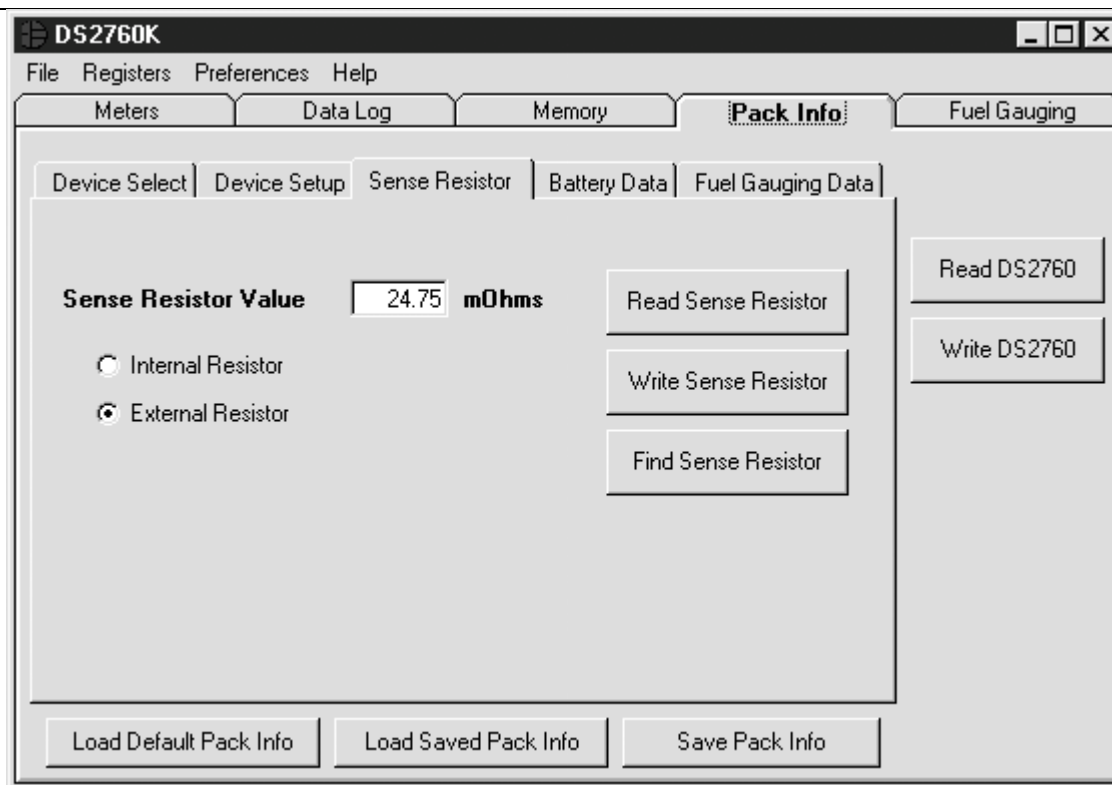 DS2760K
File Registers Preferences Help
Meters Data Log Memory Pack Info Fuel Gauging
Device Select Device Setup Sense Resistor Battery Data Fuel Gauging Data
Read DS2760
Sense Resistor Value 24.75 mOhms Read Sense Resistor
Write DS2760
Internal Resistor
Write Sense Resistor
External Resistor
Find Sense Resistor
Load Default Pack Info Load Saved Pack Info Save Pack Info